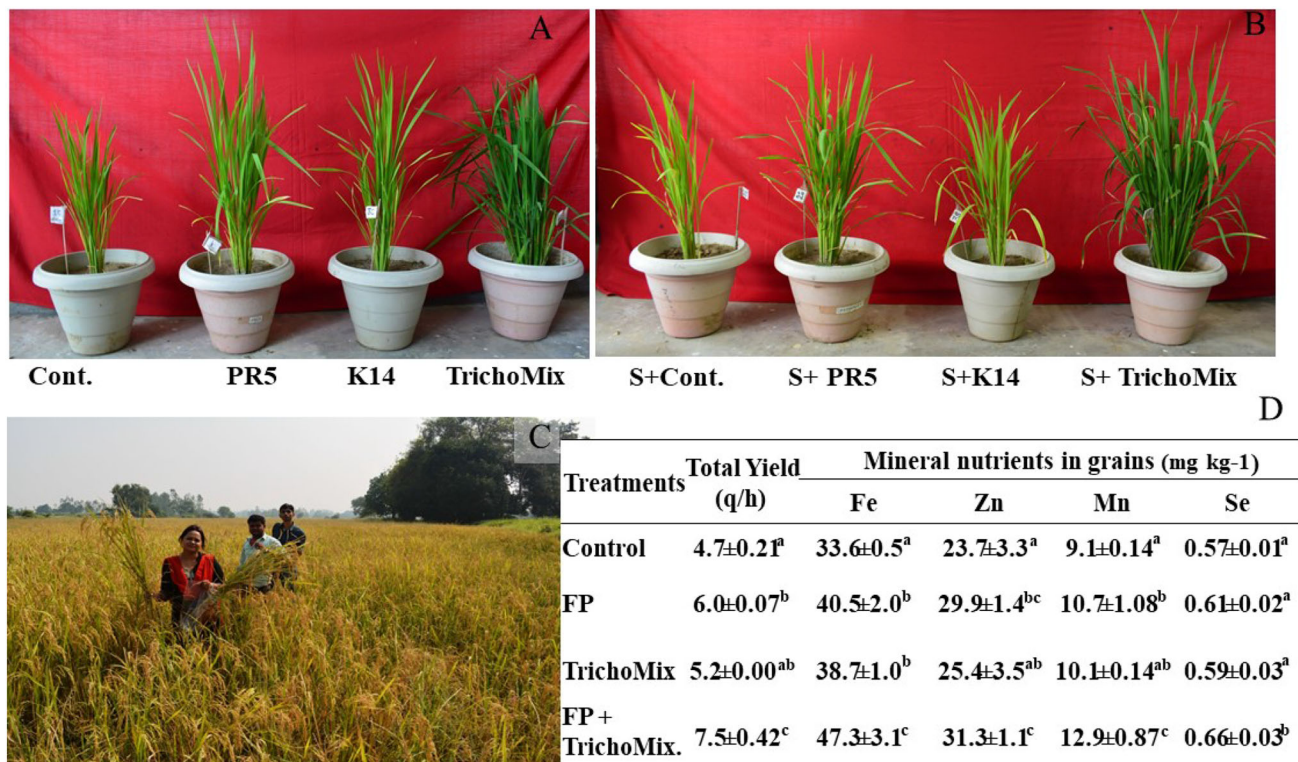 A
B
Cont. PR5 K14 TrichoMix
S+Cont. S+ PR5 S+K14 S+ TrichoMix
C
D
Treatments Total Yield (q/h) Mineral nutrients in grains (mg kg-1)
Fe Zn Mn Se
Control 4.7±0.21a 33.6±0.5a 23.7±3.3a 9.1±0.14a 0.57±0.01a
FP 6.0±0.07b 40.5±2.0b 29.9±1.4bc 10.7±1.08b 0.61±0.02a
TrichoMix 5.2±0.00ab 38.7±1.0b 25.4±3.5ab 10.1±0.14ab 0.59±0.03a
FP +
TrichoMix. 7.5±0.42c 47.3±3.1c 31.3±1.1c 12.9±0.87c 0.66±0.03b